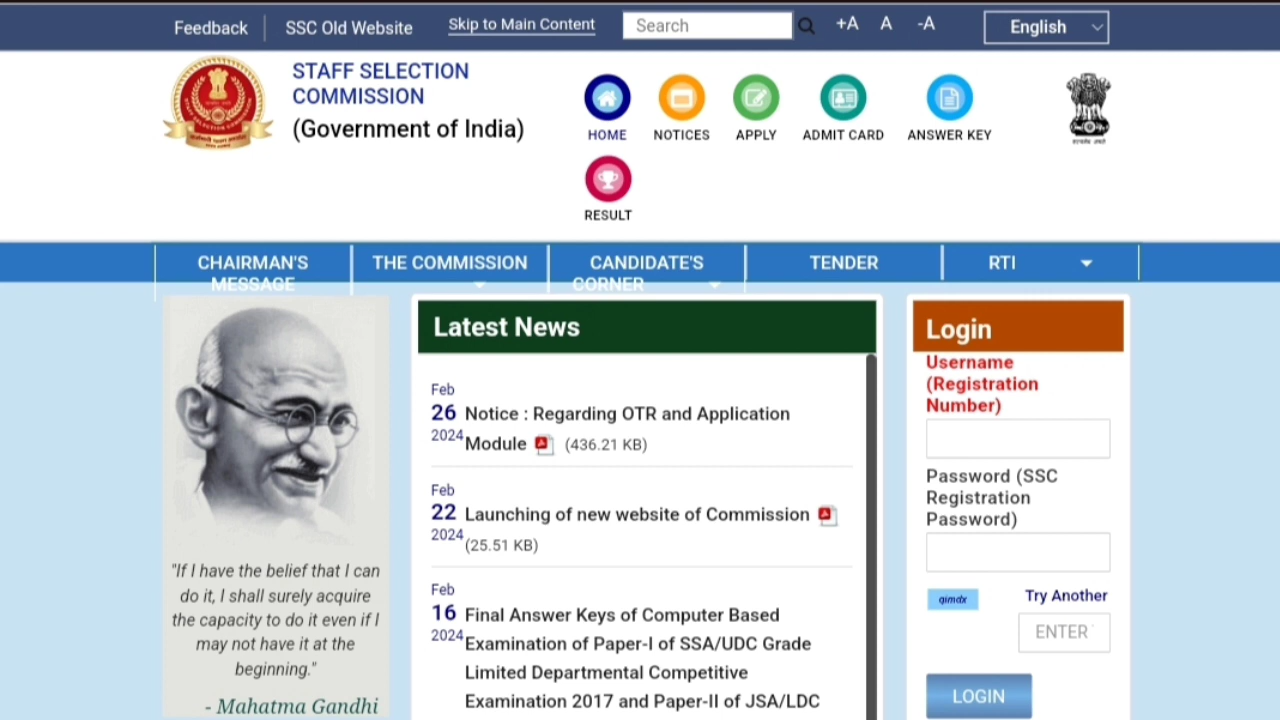 Feedback
SSC Old Website
Skip to Main Content
Search
+A A -A
English
STAFF SELECTION
COMMISSION
(Government of India)
HOME
NOTICES
APPLY
ADMIT CARD
ANSWER KEY
RESULT
CHAIRMAN'S
MESSAGE
THE COMMISSION
CANDIDATE'S
CORNER
TENDER
RTI
"If I have the belief that I can
do it, I shall surely acquire
the capacity to do it even if I
may not have it at the
beginning."
- Mahatma Gandhi
Latest News
Feb
26 Notice : Regarding OTR and Application
2024 Module (436.21 KB)
Feb
22 Launching of new website of Commission
2024 (25.51 KB)
Feb
16 Final Answer Keys of Computer Based
2024 Examination of Paper-I of SSA/UDC Grade
Limited Departmental Competitive
Examination 2017 and Paper-II of JSA/LDC
Login
Username
(Registration
Number)
Password (SSC
Registration
Password)
qimdx
Try Another
ENTER
LOGIN